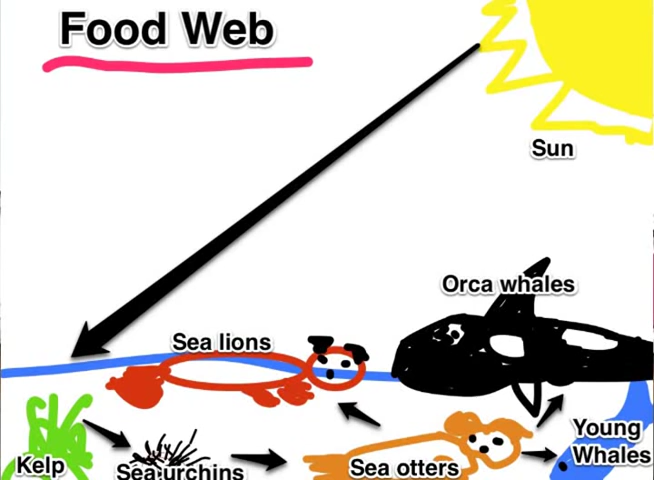 Food Web
Sun
Orca whales
Sea lions
Young
Whales
Kelp
Sea urchins
Sea otters